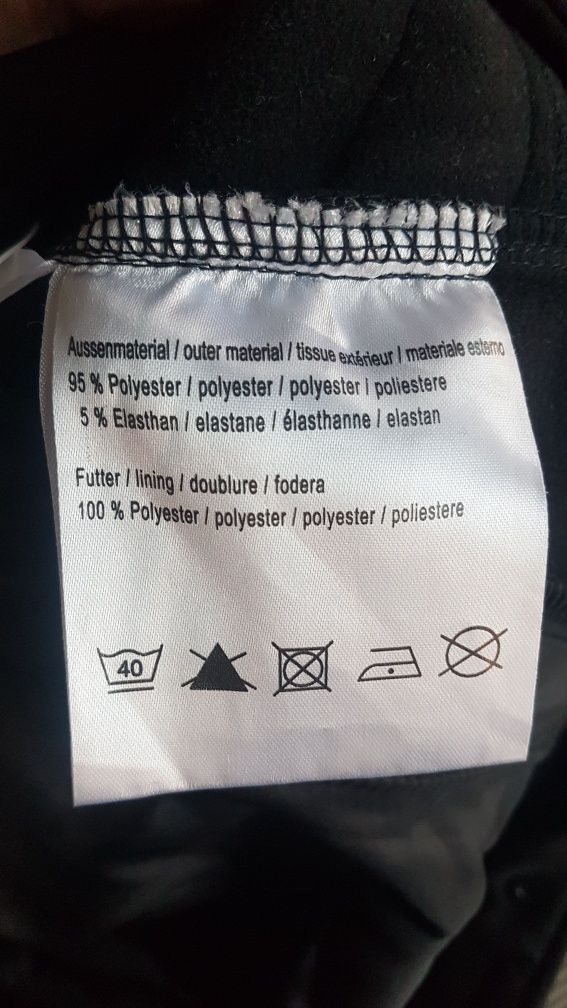 Aussenmaterial / outer material / tissue extérieur / materiale esterno
95 % Polyester / polyester / polyester / poliestere
5 % Elasthan / elastane / élasthanne / elastan
Futter / lining / doublure / fodera
100 % Polyester / polyester / polyester / poliestere
40